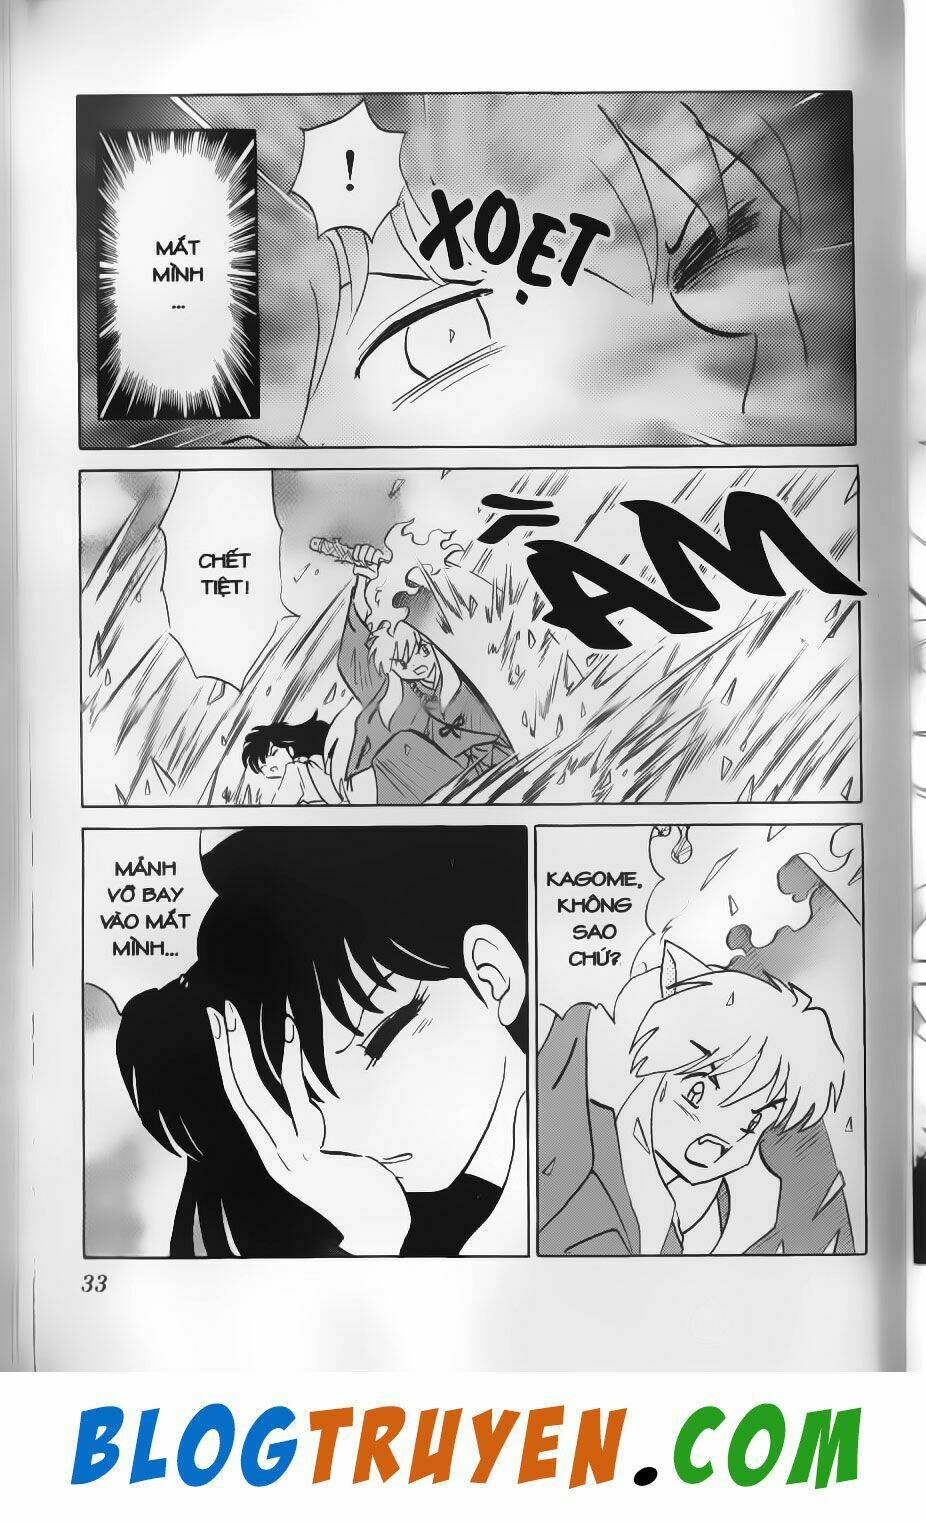 !
XOẸT
MẮT
MÌNH
...
ẦM
CHẾT
TIỆT!
KAGOME,
KHÔNG
SAO
CHỨ?
MẢNH
VỠ BAY
VÀO MẮT
MÌNH...
33
BLOGTRUYEN.COM